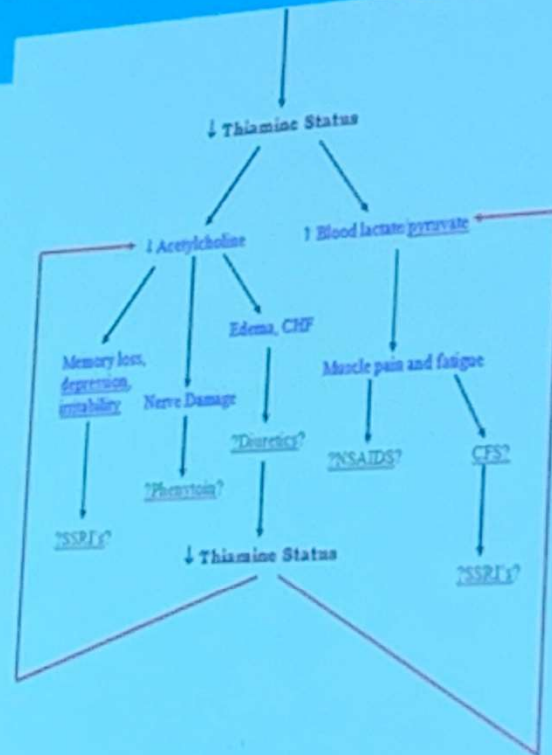 ↓ Thiamine Status
↓ Acetylcholine
↑ Blood lactate/pyruvate
Edema, CHF
Memory loss,
depression,
irritability
Nerve Damage
Muscle pain and fatigue
?Diuretics?
?NSAIDS?
CFS?
?Phenytoin?
?SSRI's?
↓ Thiamine Status
?SSRI's?